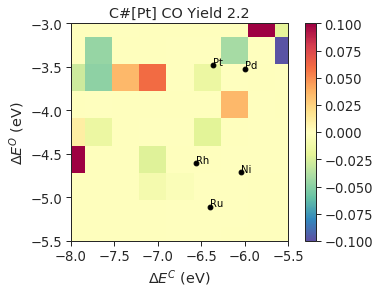 C#[Pt] CO Yield 2.2
−3.0
−3.5
−4.0
−4.5
−5.0
−5.5
ΔE^O (eV)
Pt
Pd
Rh
Ni
Ru
−8.0 −7.5 −7.0 −6.5 −6.0 −5.5
ΔE^C (eV)
0.100
0.075
0.050
0.025
0.000
−0.025
−0.050
−0.075
−0.100